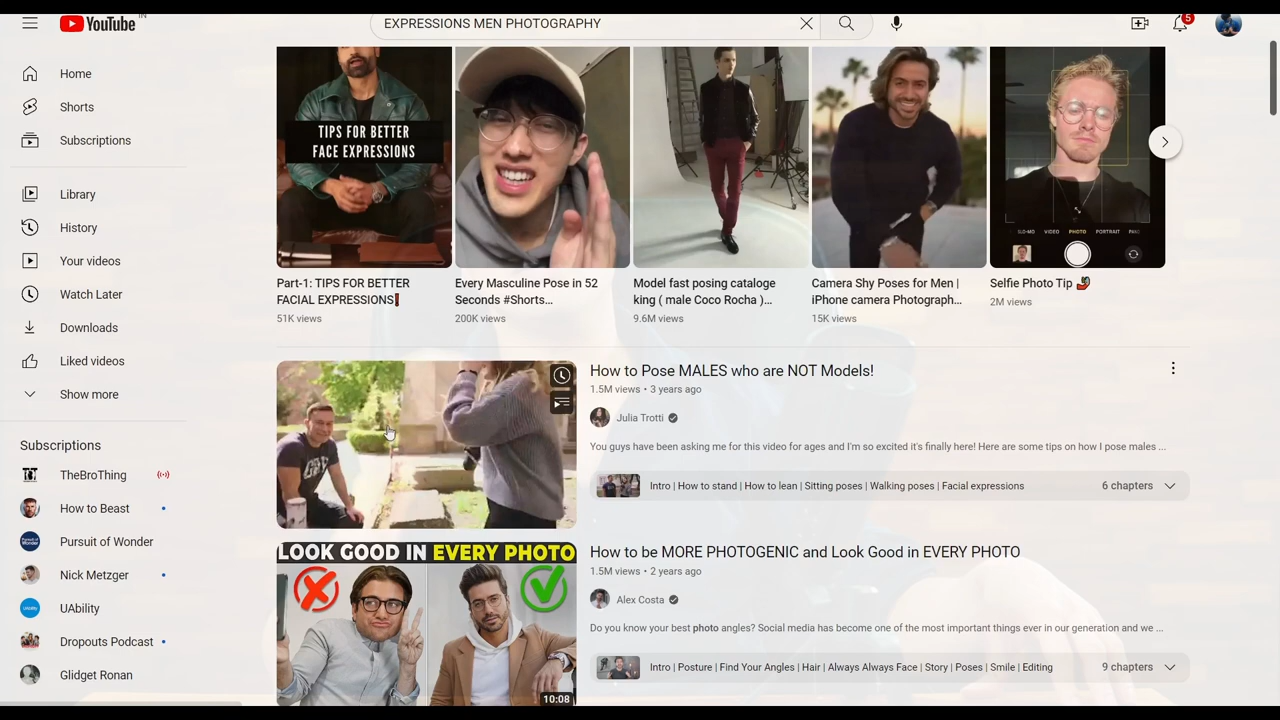 YouTube
IN
EXPRESSIONS MEN PHOTOGRAPHY
5
Home
Shorts
Subscriptions
Library
History
Your videos
Watch Later
Downloads
Liked videos
Show more
Subscriptions
TheBroThing
How to Beast
Pursuit of Wonder
Nick Metzger
UAbility
Dropouts Podcast
Glidget Ronan
TIPS FOR BETTER
FACE EXPRESSIONS
SLO-MO VIDEO PHOTO PORTRAIT PANO
Part-1: TIPS FOR BETTER
FACIAL EXPRESSIONS
51K views
Every Masculine Pose in 52
Seconds #Shorts...
200K views
Model fast posing cataloge
king ( male Coco Rocha )...
9.6M views
Camera Shy Poses for Men |
iPhone camera Photograph...
15K views
Selfie Photo Tip
2M views
How to Pose MALES who are NOT Models!
1.5M views • 3 years ago
Julia Trotti
You guys have been asking me for this video for ages and I'm so excited it's finally here! Here are some tips on how I pose males ...
Intro | How to stand | How to lean | Sitting poses | Walking poses | Facial expressions
6 chapters
LOOK GOOD IN EVERY PHOTO
10:08
How to be MORE PHOTOGENIC and Look Good in EVERY PHOTO
1.5M views • 2 years ago
Alex Costa
Do you know your best photo angles? Social media has become one of the most important things ever in our generation and we ...
Intro | Posture | Find Your Angles | Hair | Always Always Face | Story | Poses | Smile | Editing
9 chapters